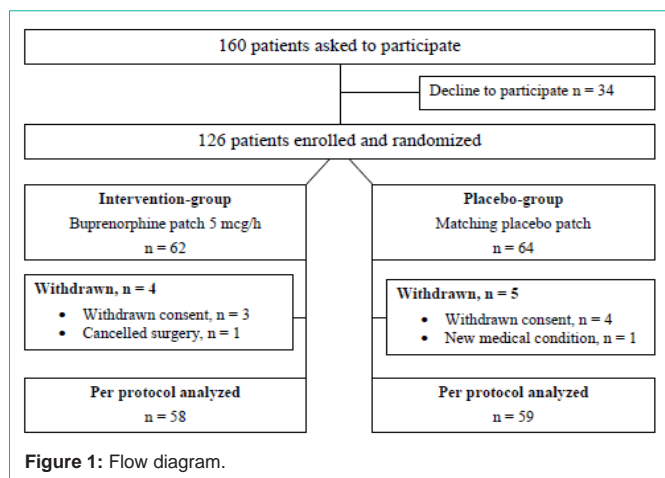 160 patients asked to participate
Decline to participate n = 34
126 patients enrolled and randomized
Intervention-group
Buprenorphine patch 5 mcg/h
n = 62
Placebo-group
Matching placebo patch
n = 64
Withdrawn, n = 4
• Withdrawn consent, n = 3
• Cancelled surgery, n = 1
Withdrawn, n = 5
• Withdrawn consent, n = 4
• New medical condition, n = 1
Per protocol analyzed
n = 58
Per protocol analyzed
n = 59
Figure 1: Flow diagram.